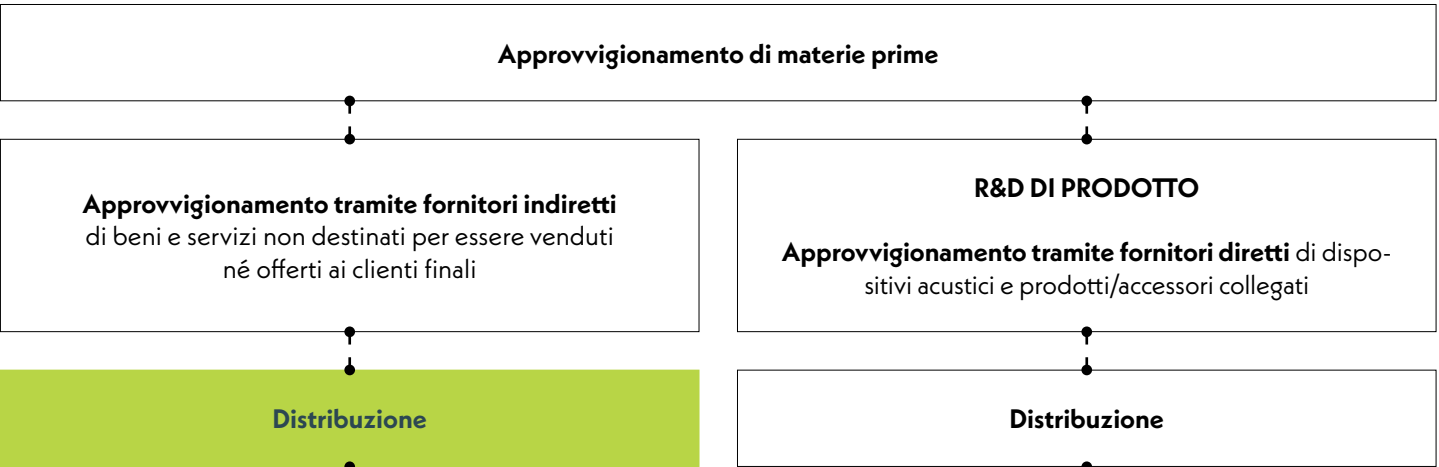 Approvvigionamento di materie prime
Approvvigionamento tramite fornitori indiretti
di beni e servizi non destinati per essere venduti
né offerti ai clienti finali
R&D DI PRODOTTO
Approvvigionamento tramite fornitori diretti di dispo-
sitivi acustici e prodotti/accessori collegati
Distribuzione
Distribuzione